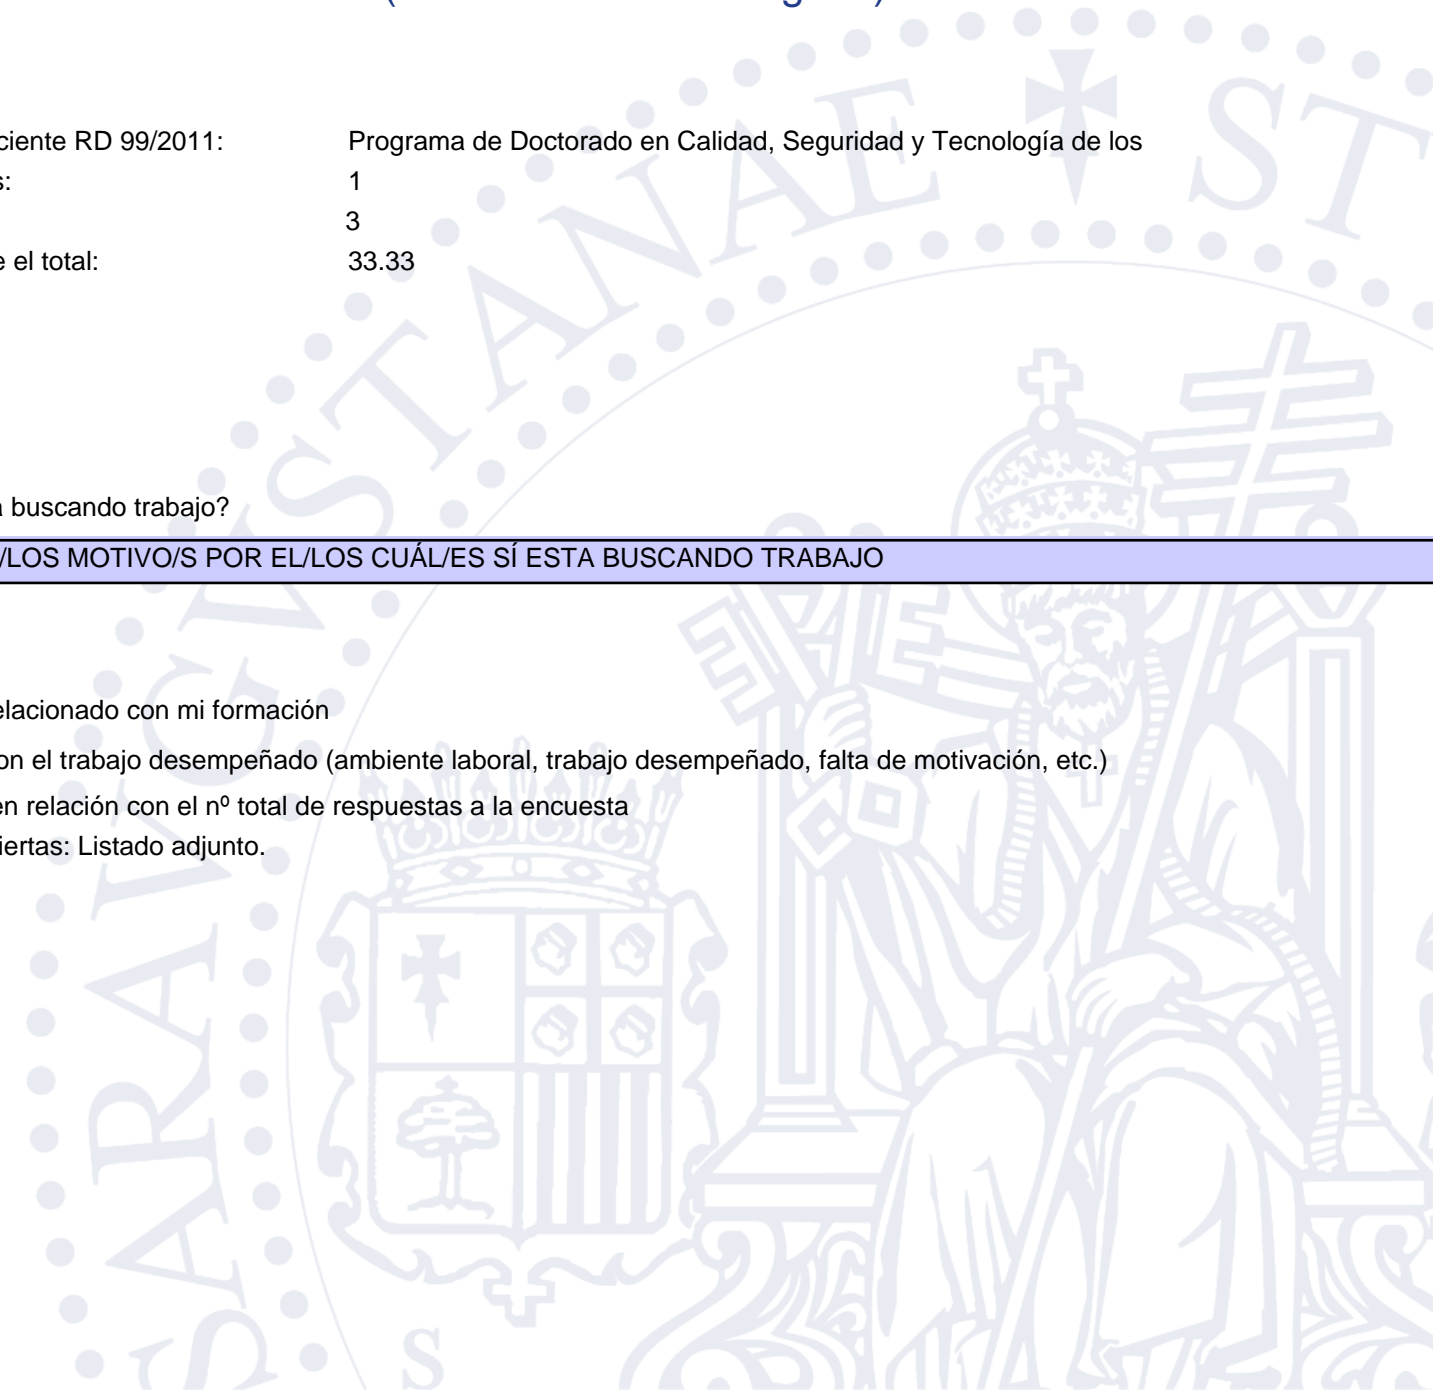 ciente RD 99/2011: Programa de Doctorado en Calidad, Seguridad y Tecnología de los
s: 1
3
e el total: 33.33
a buscando trabajo?
/LOS MOTIVO/S POR EL/LOS CUÁL/ES SÍ ESTA BUSCANDO TRABAJO
elacionado con mi formación
on el trabajo desempeñado (ambiente laboral, trabajo desempeñado, falta de motivación, etc.)
en relación con el nº total de respuestas a la encuesta
iertas: Listado adjunto.
SARAVGVSTANAE ST
S